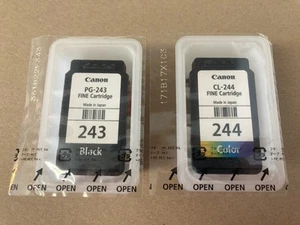 Canon
PG-243
FINE Cartridge
Made in Japan
243
Black
Canon
CL-244
FINE Cartridge
Made in Japan
244
Color
OPEN OPEN OPEN OPEN
OPEN OPEN OPEN